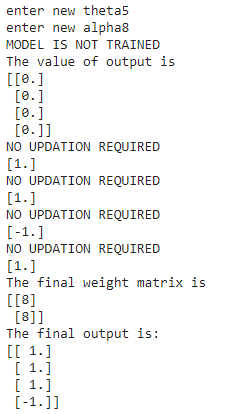 enter new theta5
enter new alpha8
MODEL IS NOT TRAINED
The value of output is
[[0.]
 [0.]
 [0.]
 [0.]]
NO UPDATION REQUIRED
[1.]
NO UPDATION REQUIRED
[1.]
NO UPDATION REQUIRED
[-1.]
NO UPDATION REQUIRED
[1.]
The final weight matrix is
[[8]
 [8]]
The final output is:
[[ 1.]
 [ 1.]
 [ 1.]
 [-1.]]